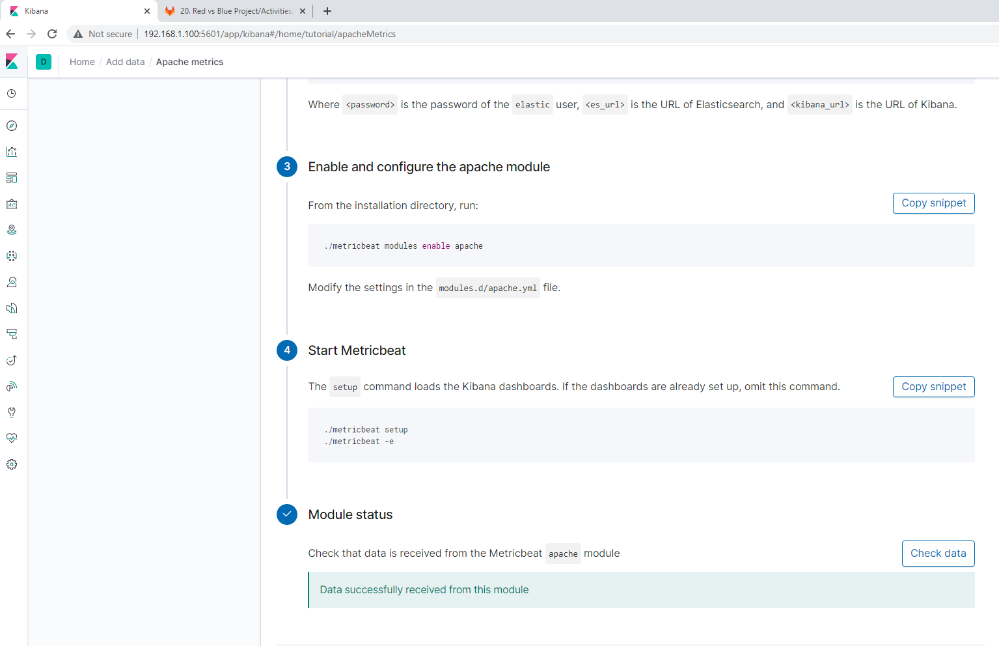 Kibana
20. Red vs Blue Project/Activities/
Not secure
192.168.1.100:5601/app/kibana#/home/tutorial/apacheMetrics
D
Home / Add data / Apache metrics
Where <password> is the password of the elastic user, <es_url> is the URL of Elasticsearch, and <kibana_url> is the URL of Kibana.
3 Enable and configure the apache module
From the installation directory, run:
Copy snippet
./metricbeat modules enable apache
Modify the settings in the modules.d/apache.yml file.
4 Start Metricbeat
The setup command loads the Kibana dashboards. If the dashboards are already set up, omit this command.
Copy snippet
./metricbeat setup
./metricbeat -e
Module status
Check that data is received from the Metricbeat apache module
Check data
Data successfully received from this module